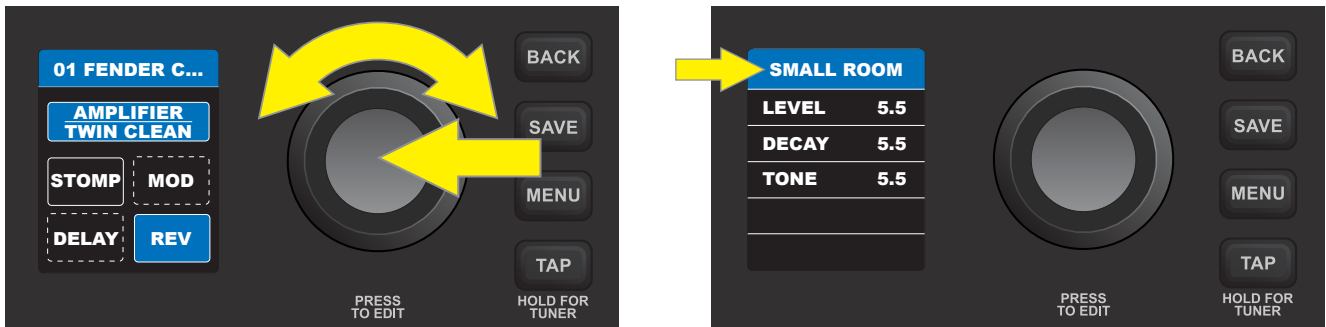 01 FENDER C...
AMPLIFIER
TWIN CLEAN
STOMP MOD
DELAY REV
BACK
SAVE
MENU
TAP
PRESS
TO EDIT
HOLD FOR
TUNER
SMALL ROOM
LEVEL 5.5
DECAY 5.5
TONE 5.5
BACK
SAVE
MENU
TAP
PRESS
TO EDIT
HOLD FOR
TUNER